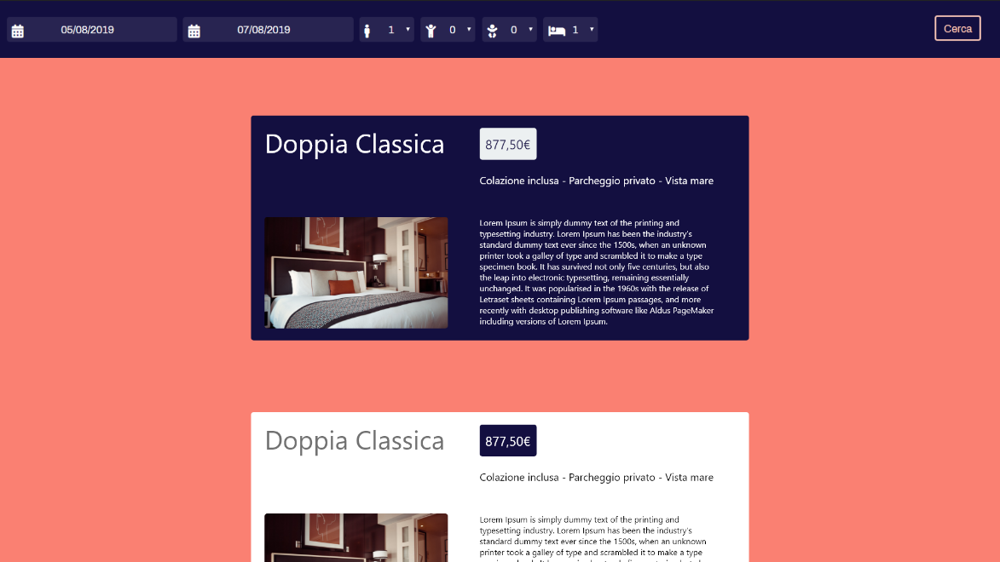 05/08/2019 07/08/2019 1 0 0 1 Cerca
Doppia Classica
877,50€
Colazione inclusa - Parcheggio privato - Vista mare
Lorem Ipsum is simply dummy text of the printing and
typesetting industry. Lorem Ipsum has been the industry's
standard dummy text ever since the 1500s, when an unknown
printer took a galley of type and scrambled it to make a type
specimen book. It has survived not only five centuries, but also
the leap into electronic typesetting, remaining essentially
unchanged. It was popularised in the 1960s with the release of
Letraset sheets containing Lorem Ipsum passages, and more
recently with desktop publishing software like Aldus PageMaker
including versions of Lorem Ipsum.
Doppia Classica
877,50€
Colazione inclusa - Parcheggio privato - Vista mare
Lorem Ipsum is simply dummy text of the printing and
typesetting industry. Lorem Ipsum has been the industry's
standard dummy text ever since the 1500s, when an unknown
printer took a galley of type and scrambled it to make a type